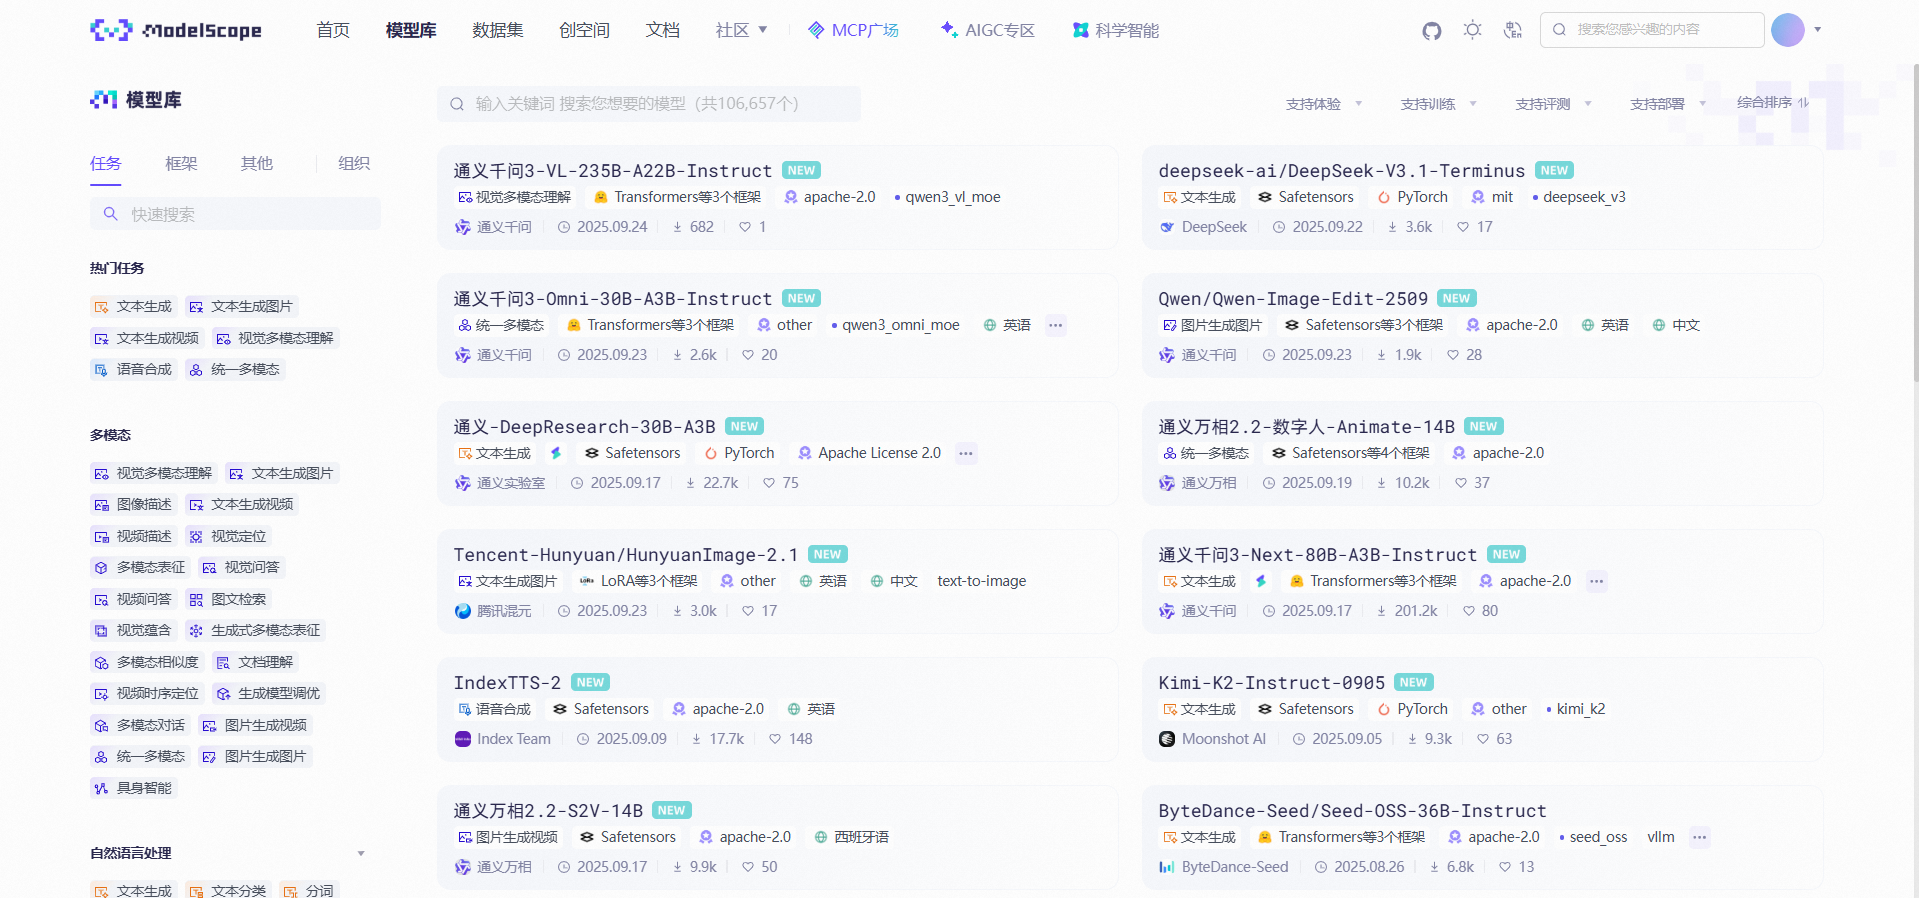 ModelScope 首页 模型库 数据集 创空间 文档 社区 MCP广场 AIGC专区 科学智能 搜索您感兴趣的内容
模型库
输入关键词 搜索您想要的模型（共106,657个）
支持体验 支持训练 支持评测 支持部署 综合排序
任务 框架 其他 组织
快速搜索
热门任务
文本生成 文本生成图片
文本生成视频 视觉多模态理解
语音合成 统一多模态
多模态
视觉多模态理解 文本生成图片
图像描述 文本生成视频
视频描述 视觉定位
多模态表征 视觉问答
视频问答 图文检索
视觉蕴含 生成式多模态表征
多模态相似度 文档理解
视频时序定位 生成模型调优
多模态对话 图片生成视频
统一多模态 图片生成图片
具身智能
自然语言处理
文本生成 文本分类 分词
通义千问3-VL-235B-A22B-Instruct NEW
视觉多模态理解 Transformers等3个框架 apache-2.0 qwen3_vl_moe
通义千问 2025.09.24 682 1
deepseek-ai/DeepSeek-V3.1-Terminus NEW
文本生成 Safetensors PyTorch mit deepseek_v3
DeepSeek 2025.09.22 3.6k 17
通义千问3-Omni-30B-A3B-Instruct NEW
统一多模态 Transformers等3个框架 other qwen3_omni_moe 英语 ···
通义千问 2025.09.23 2.6k 20
Qwen/Qwen-Image-Edit-2509 NEW
图片生成图片 Safetensors等3个框架 apache-2.0 英语 中文
通义千问 2025.09.23 1.9k 28
通义-DeepResearch-30B-A3B NEW
文本生成 Safetensors PyTorch Apache License 2.0 ···
通义实验室 2025.09.17 22.7k 75
通义万相2.2-数字人-Animate-14B NEW
统一多模态 Safetensors等4个框架 apache-2.0
通义万相 2025.09.19 10.2k 37
Tencent-Hunyuan/HunyuanImage-2.1 NEW
文本生成图片 LoRA等3个框架 other 英语 中文 text-to-image
腾讯混元 2025.09.23 3.0k 17
通义千问3-Next-80B-A3B-Instruct NEW
文本生成 Transformers等3个框架 apache-2.0 ···
通义千问 2025.09.17 201.2k 80
IndexTTS-2 NEW
语音合成 Safetensors apache-2.0 英语
Index Team 2025.09.09 17.7k 148
Kimi-K2-Instruct-0905 NEW
文本生成 Safetensors PyTorch other kimi_k2
Moonshot AI 2025.09.05 9.3k 63
通义万相2.2-S2V-14B NEW
图片生成视频 Safetensors apache-2.0 西班牙语
通义万相 2025.09.17 9.9k 50
ByteDance-Seed/Seed-OSS-36B-Instruct
文本生成 Transformers等3个框架 apache-2.0 seed_oss vllm ···
ByteDance-Seed 2025.08.26 6.8k 13